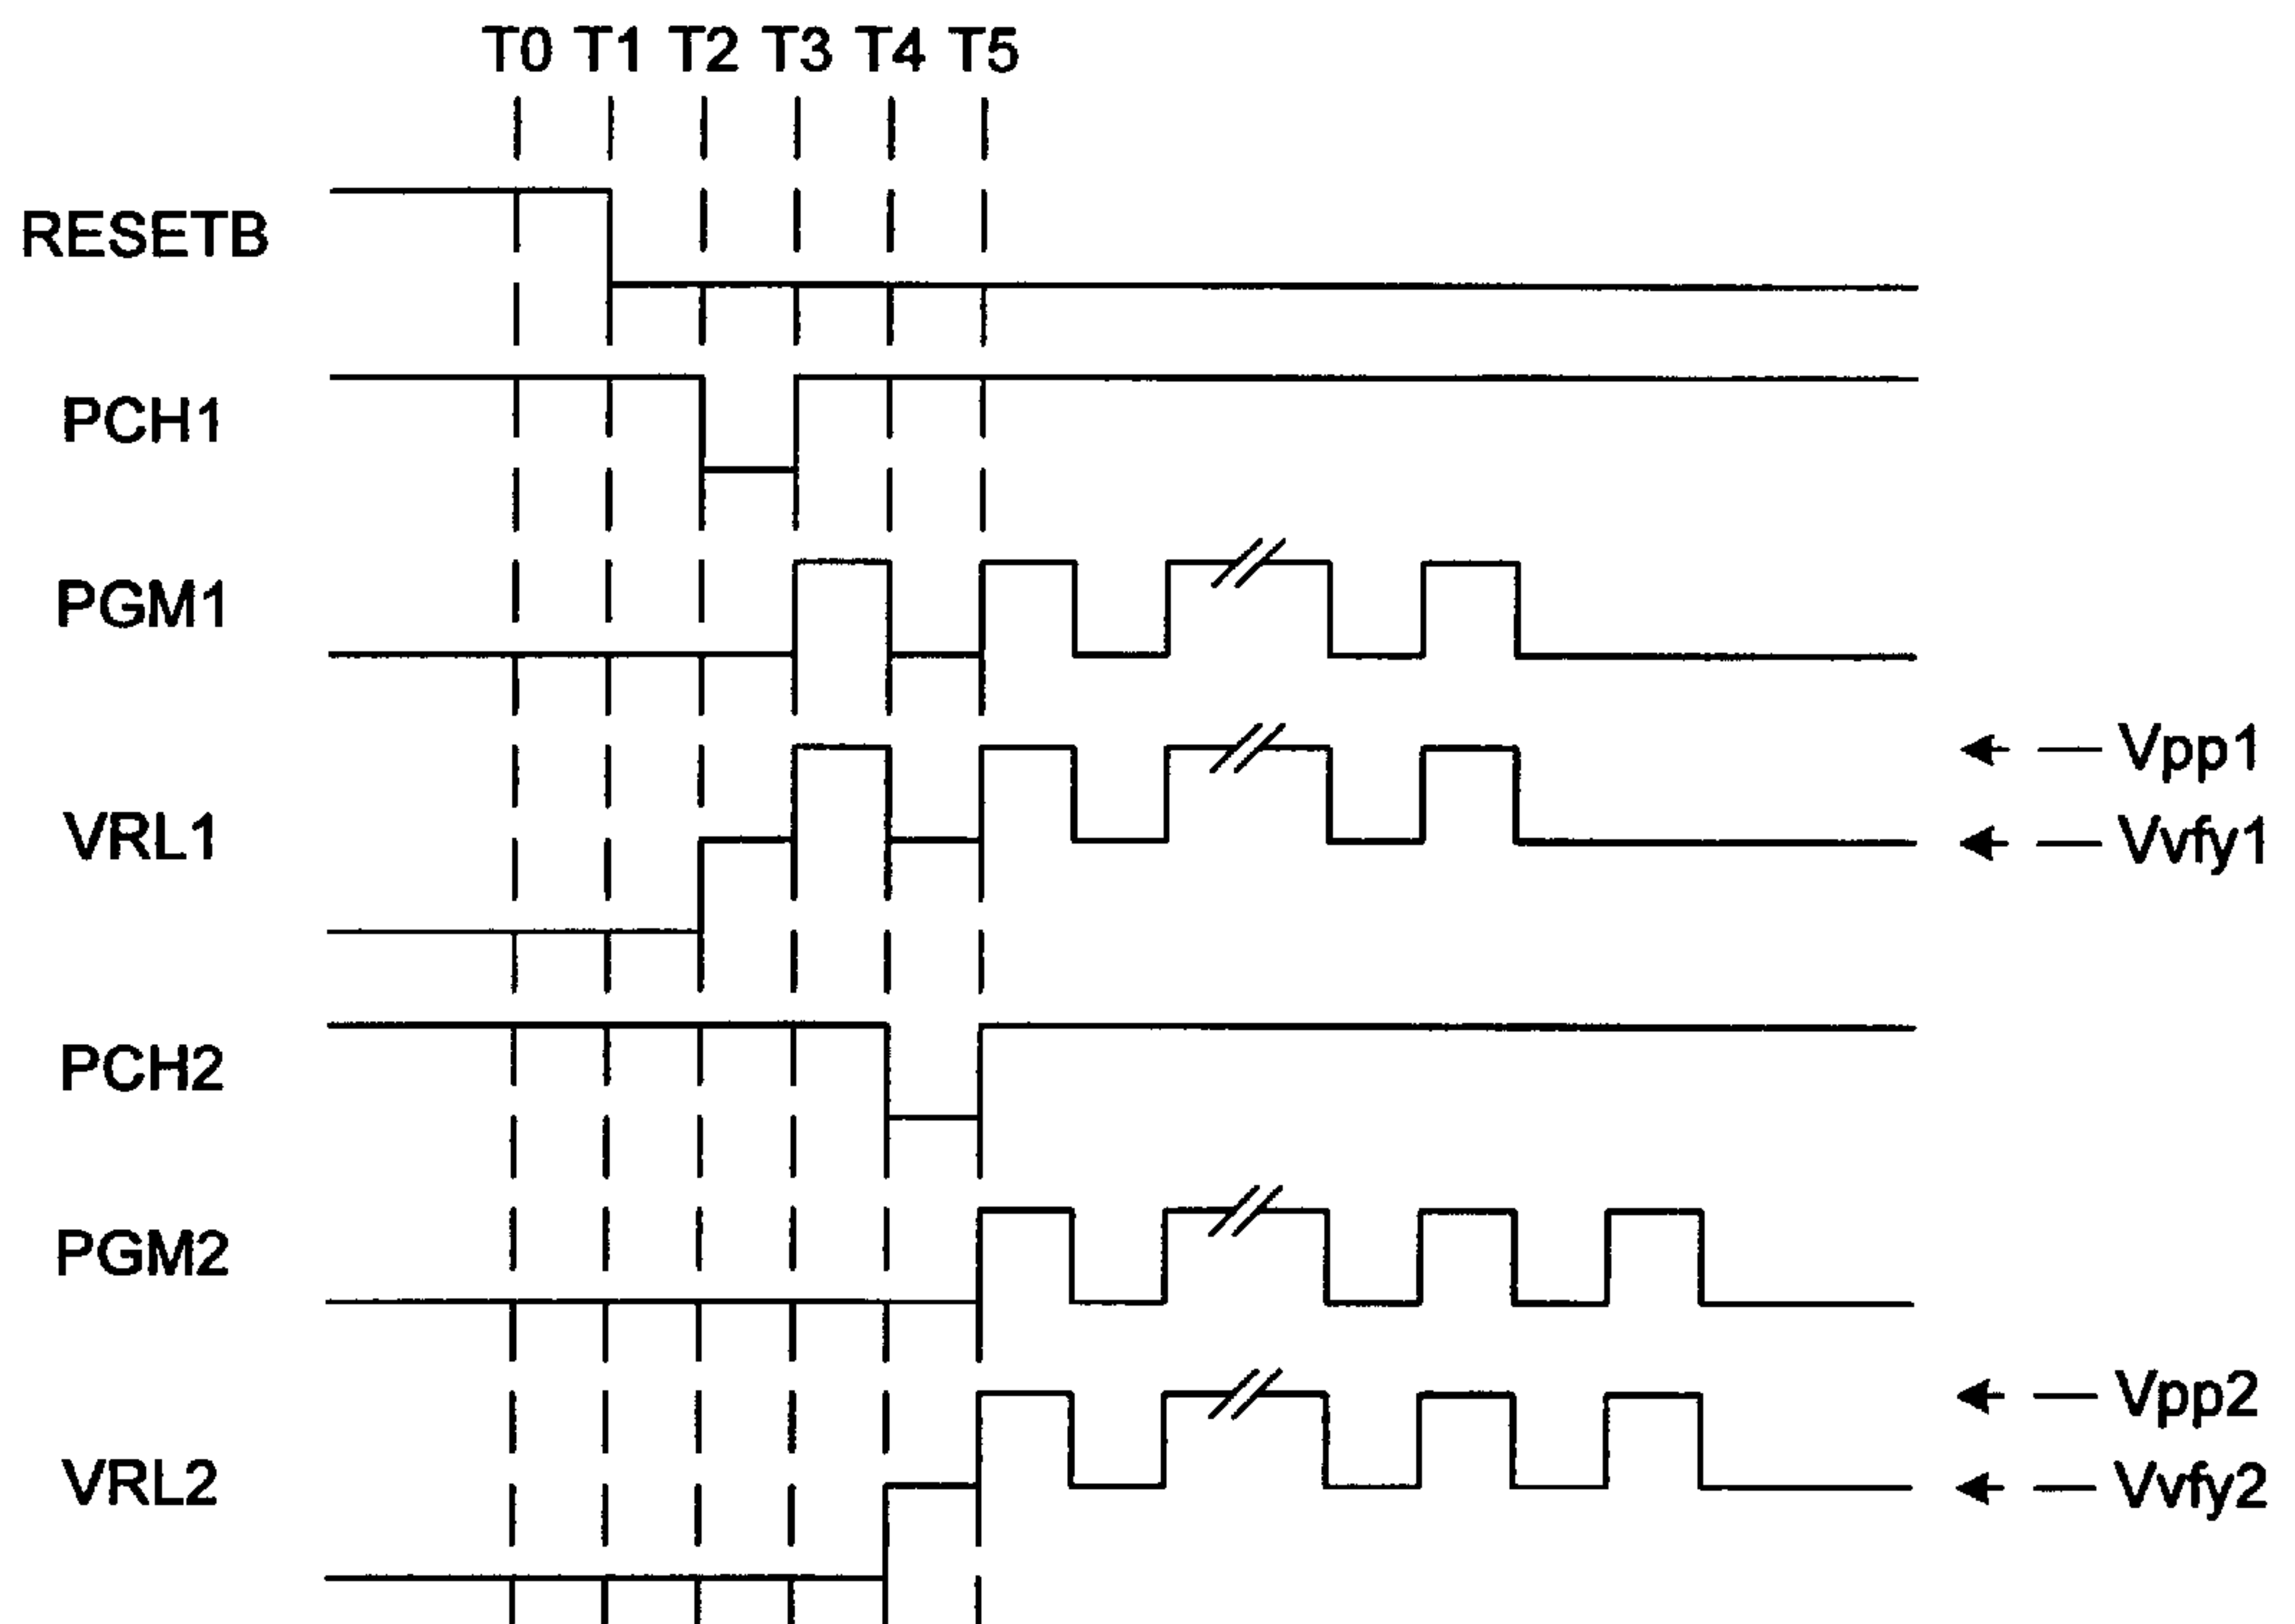 T0 T1 T2 T3 T4 T5
RESETB
PCH1
PGM1
Vpp1
VRL1
Vvfy1
PCH2
PGM2
Vpp2
VRL2
Vvfy2